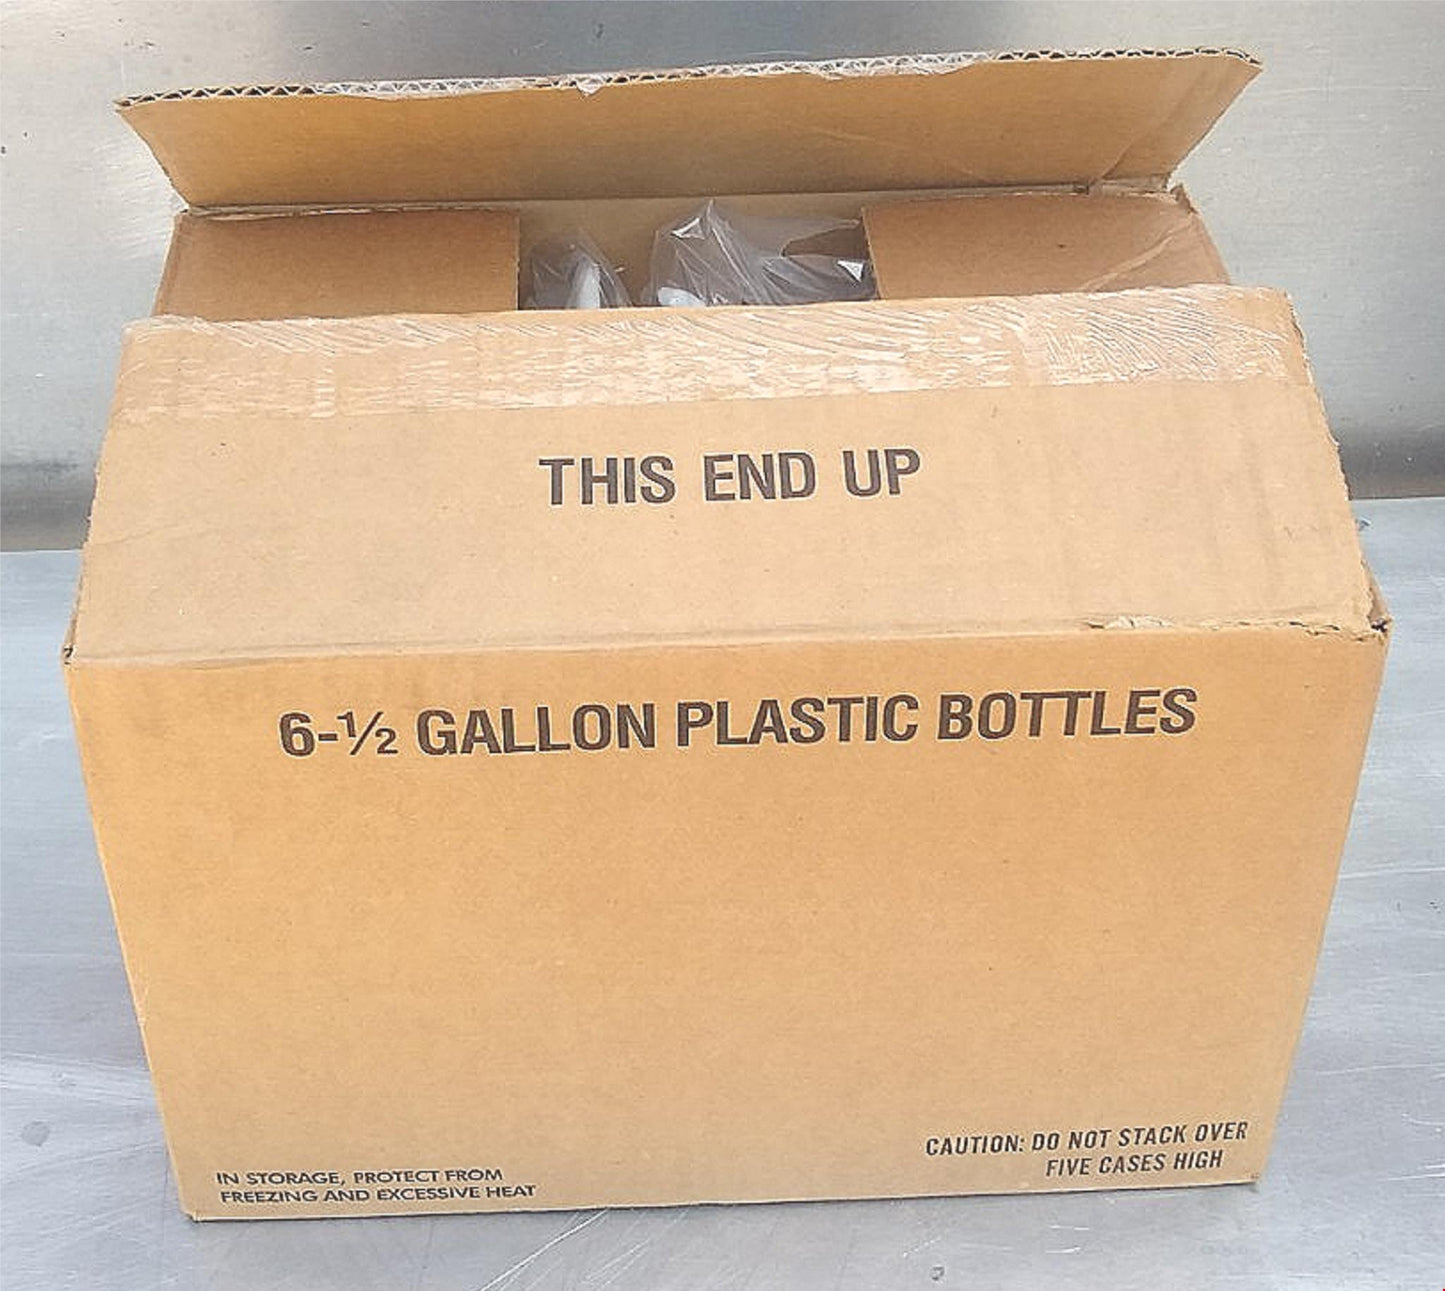 THIS END UP
6-½ GALLON PLASTIC BOTTLES
CAUTION: DO NOT STACK OVER
FIVE CASES HIGH
IN STORAGE, PROTECT FROM
FREEZING AND EXCESSIVE HEAT